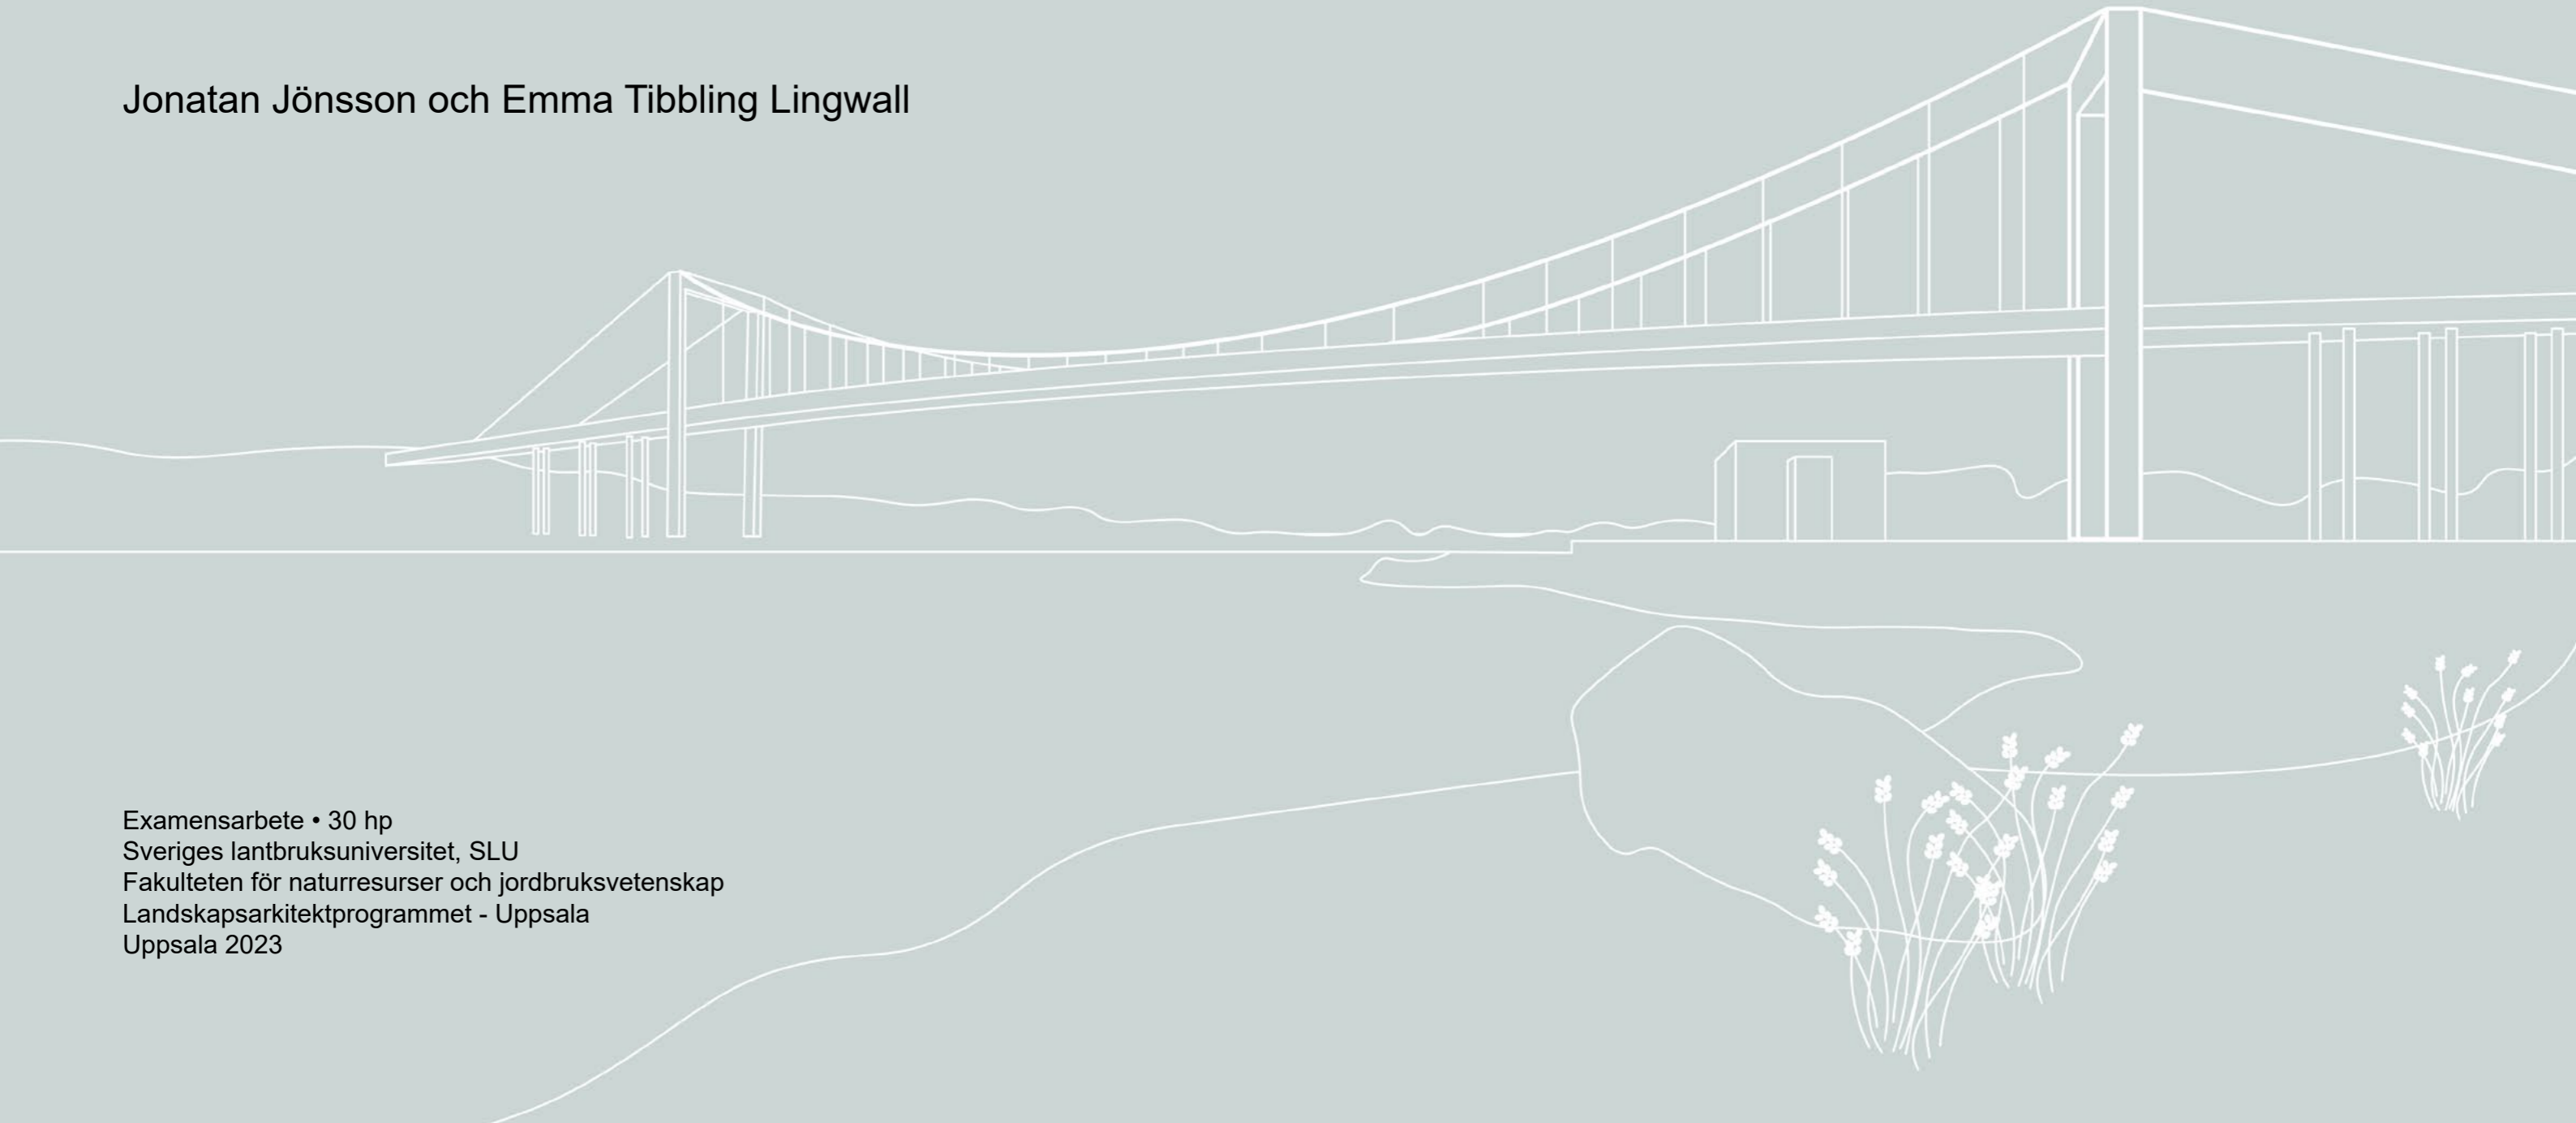 Jonatan Jönsson och Emma Tibbling Lingwall
Examensarbete • 30 hp
Sveriges lantbruksuniversitet, SLU
Fakulteten för naturresurser och jordbruksvetenskap
Landskapsarkitektprogrammet - Uppsala
Uppsala 2023